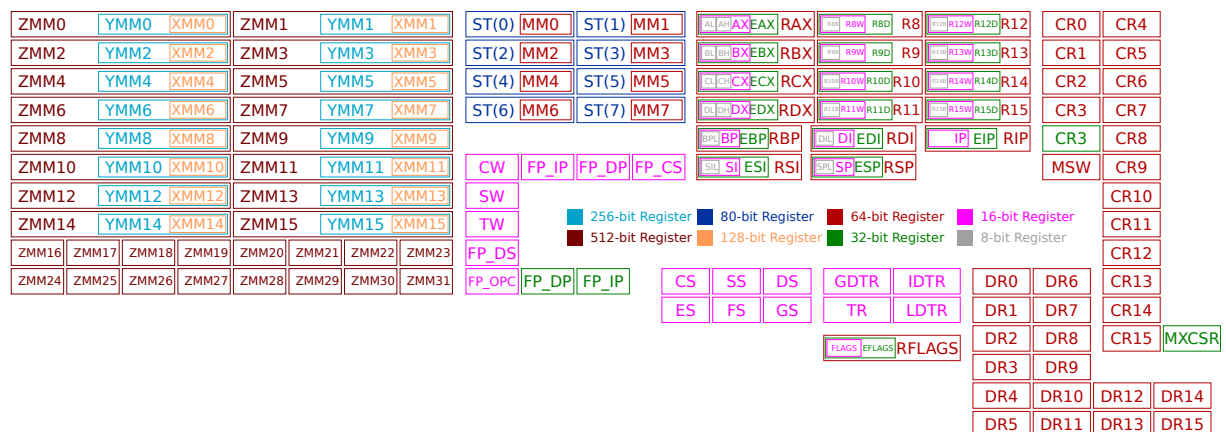 ZMM0 YMM0 XMM0 ZMM1 YMM1 XMM1 ST(0) MM0 ST(1) MM1 AL AH AX EAX RAX R8B R8W R8D R8 R12B R12W R12D R12 CR0 CR4
ZMM2 YMM2 XMM2 ZMM3 YMM3 XMM3 ST(2) MM2 ST(3) MM3 BL BH BX EBX RBX R9B R9W R9D R9 R13B R13W R13D R13 CR1 CR5
ZMM4 YMM4 XMM4 ZMM5 YMM5 XMM5 ST(4) MM4 ST(5) MM5 CL CH CX ECX RCX R10B R10W R10D R10 R14B R14W R14D R14 CR2 CR6
ZMM6 YMM6 XMM6 ZMM7 YMM7 XMM7 ST(6) MM6 ST(7) MM7 DL DH DX EDX RDX R11B R11W R11D R11 R15B R15W R15D R15 CR3 CR7
ZMM8 YMM8 XMM8 ZMM9 YMM9 XMM9 BPL BP EBP RBP DIL DI EDI RDI IP EIP RIP CR3 CR8
ZMM10 YMM10 XMM10 ZMM11 YMM11 XMM11 CW FP_IP FP_DP FP_CS SIL SI ESI RSI SPL SP ESP RSP MSW CR9
ZMM12 YMM12 XMM12 ZMM13 YMM13 XMM13 SW CR10
ZMM14 YMM14 XMM14 ZMM15 YMM15 XMM15 TW 256-bit Register 80-bit Register 64-bit Register 16-bit Register CR11
ZMM16 ZMM17 ZMM18 ZMM19 ZMM20 ZMM21 ZMM22 ZMM23 FP_DS 512-bit Register 128-bit Register 32-bit Register 8-bit Register CR12
ZMM24 ZMM25 ZMM26 ZMM27 ZMM28 ZMM29 ZMM30 ZMM31 FP_OPC FP_DP FP_IP CS SS DS GDTR IDTR DR0 DR6 CR13
ES FS GS TR LDTR DR1 DR7 CR14
FLAGS EFLAGS RFLAGS DR2 DR8 CR15 MXCSR
DR3 DR9
DR4 DR10 DR12 DR14
DR5 DR11 DR13 DR15